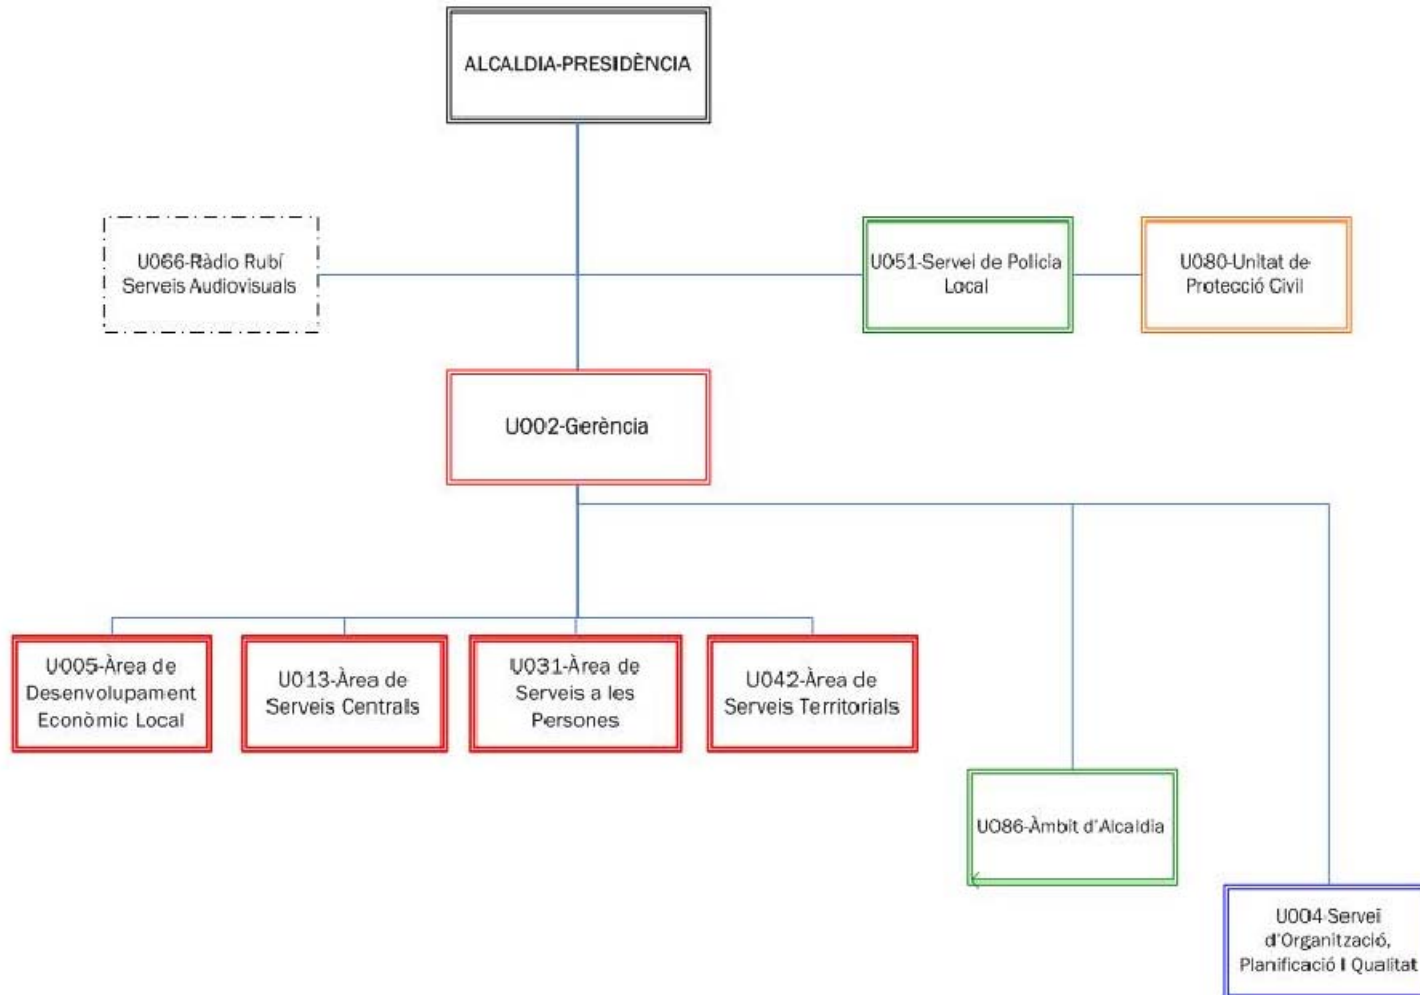 ALCALDIA-PRESIDÈNCIA
U066-Ràdio Rubí
Serveis Audiovisuals
U051-Servei de Policia
Local
U080-Unitat de
Protecció Civil
U002-Gerència
U005-Àrea de
Desenvolupament
Econòmic Local
U013-Àrea de
Serveis Centrals
U031-Àrea de
Serveis a les
Persones
U042-Àrea de
Serveis Territorials
U086-Àmbit d'Alcaldia
U004-Servei
d'Organització,
Planificació I Qualitat